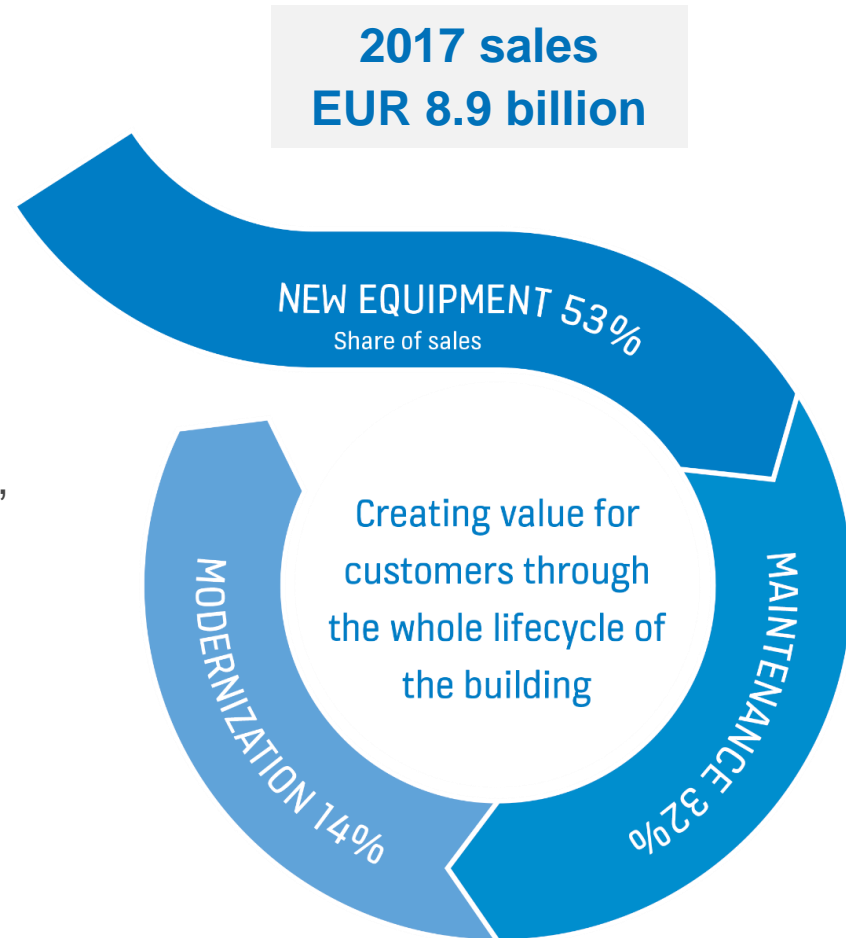 2017 sales
EUR 8.9 billion
NEW EQUIPMENT 53%
Share of sales
,
Creating value for
customers through
the whole lifecycle of
the building
MAINTENANCE 32%
MODERNIZATION 14%